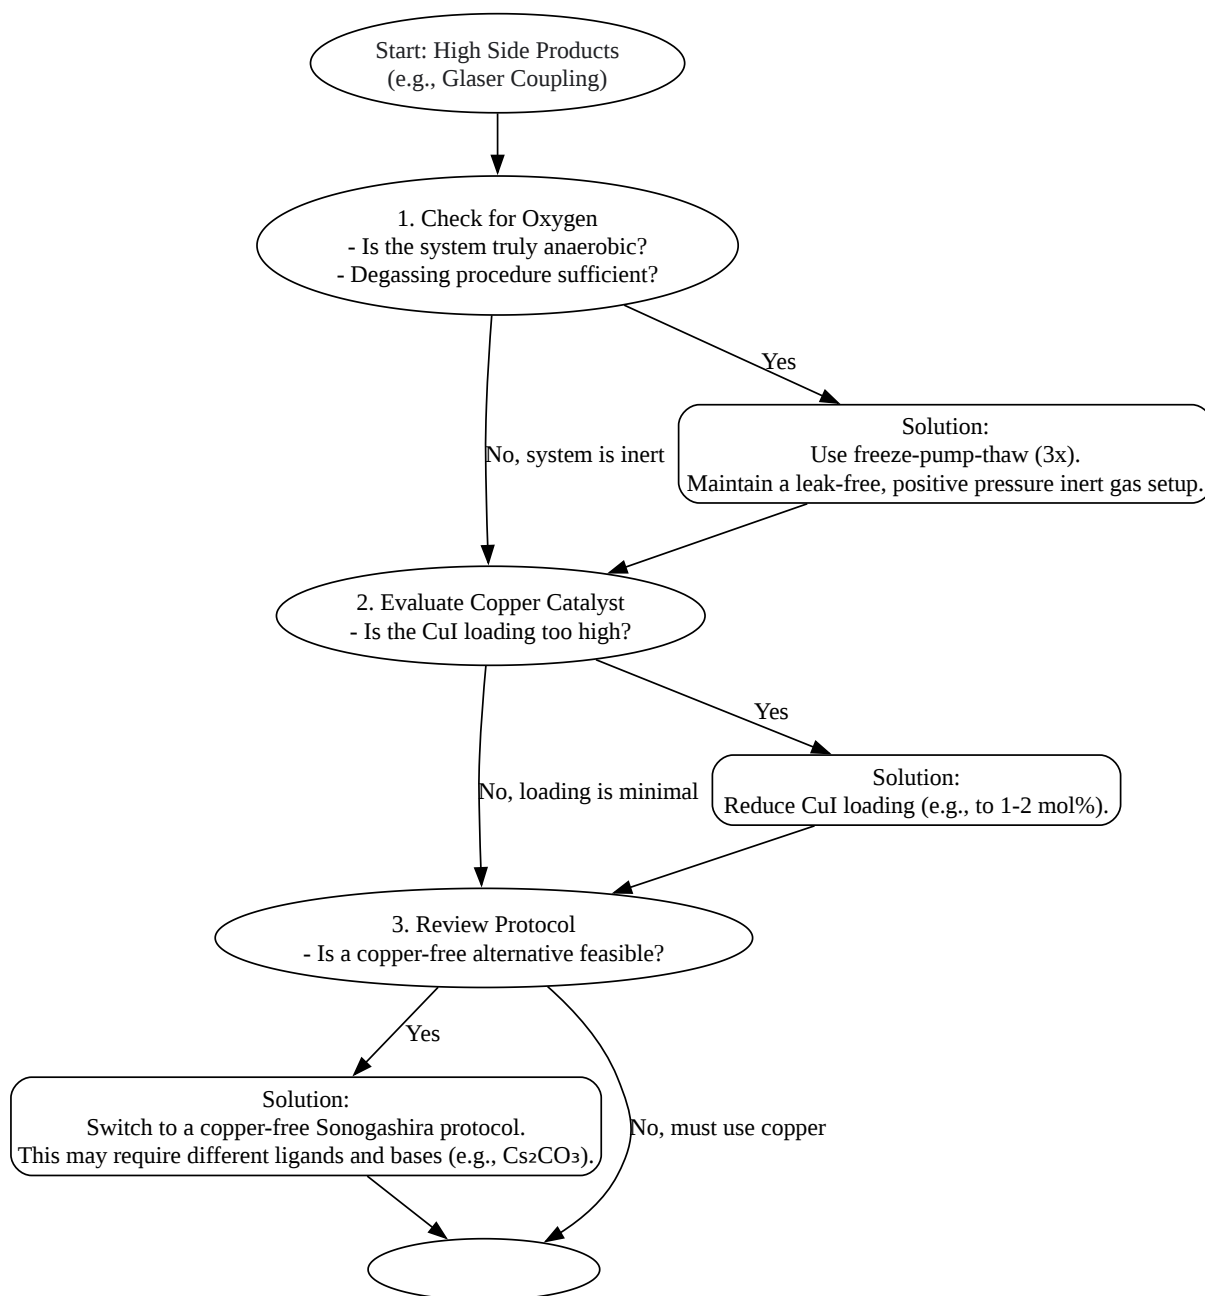 Start: High Side Products
(e.g., Glaser Coupling)
1. Check for Oxygen
- Is the system truly anaerobic?
- Degassing procedure sufficient?
Yes
Solution:
Use freeze-pump-thaw (3x).
Maintain a leak-free, positive pressure inert gas setup.
No, system is inert
2. Evaluate Copper Catalyst
- Is the CuI loading too high?
Yes
Solution:
Reduce CuI loading (e.g., to 1-2 mol%).
No, loading is minimal
3. Review Protocol
- Is a copper-free alternative feasible?
Yes
Solution:
Switch to a copper-free Sonogashira protocol.
This may require different ligands and bases (e.g., Cs₂CO₃).
No, must use copper